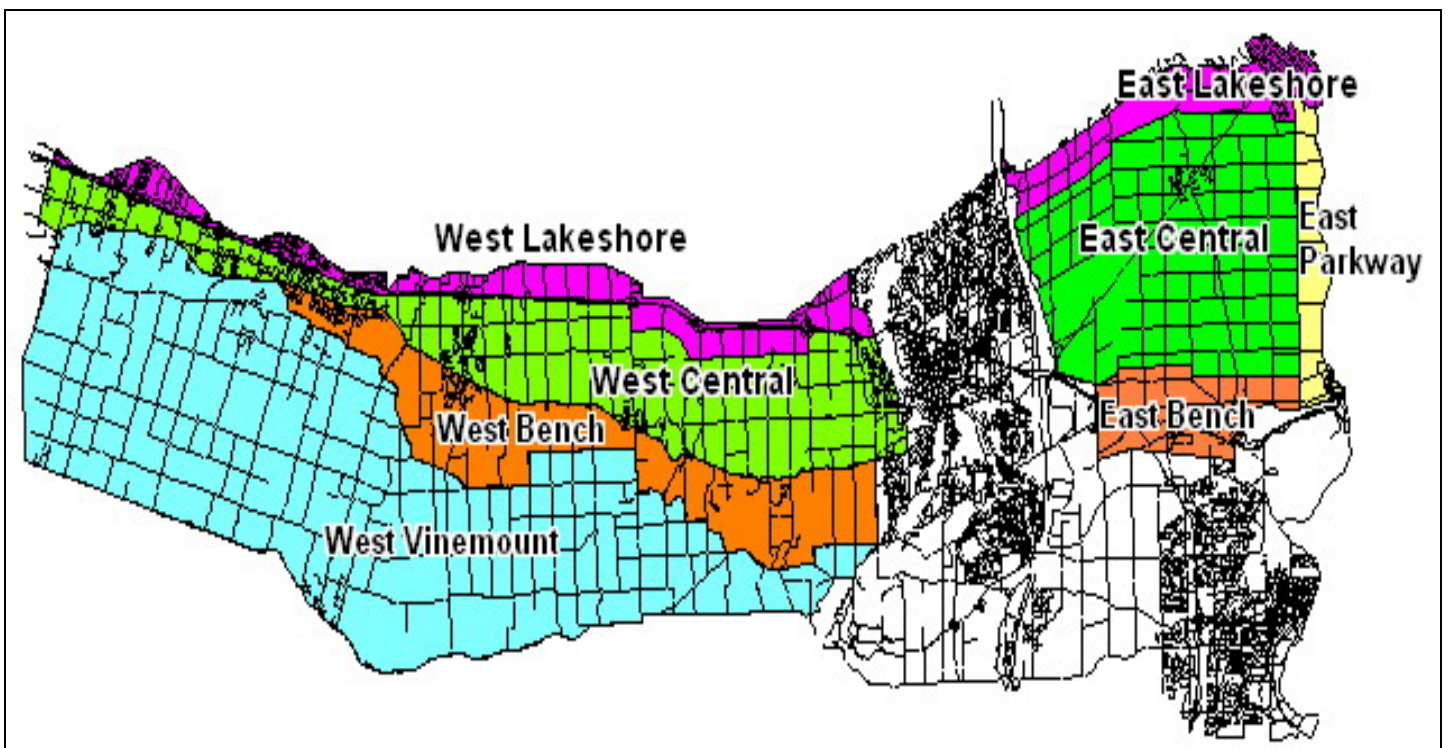 East Lakeshore
West Lakeshore
East Central
East
Parkway
West Central
East Bench
West Bench
West Vinemount